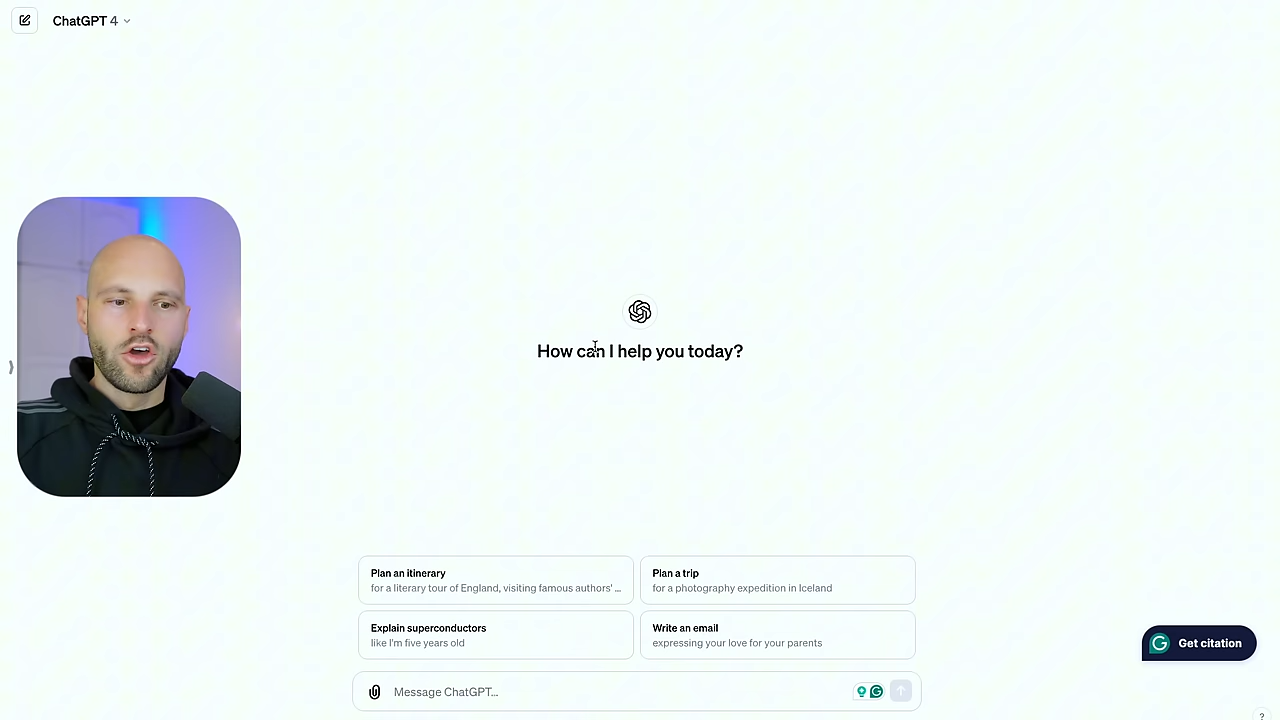 ChatGPT 4
How can I help you today?
Plan an itinerary
for a literary tour of England, visiting famous authors' ...
Plan a trip
for a photography expedition in Iceland
Explain superconductors
like I'm five years old
Write an email
expressing your love for your parents
Get citation
Message ChatGPT...
?